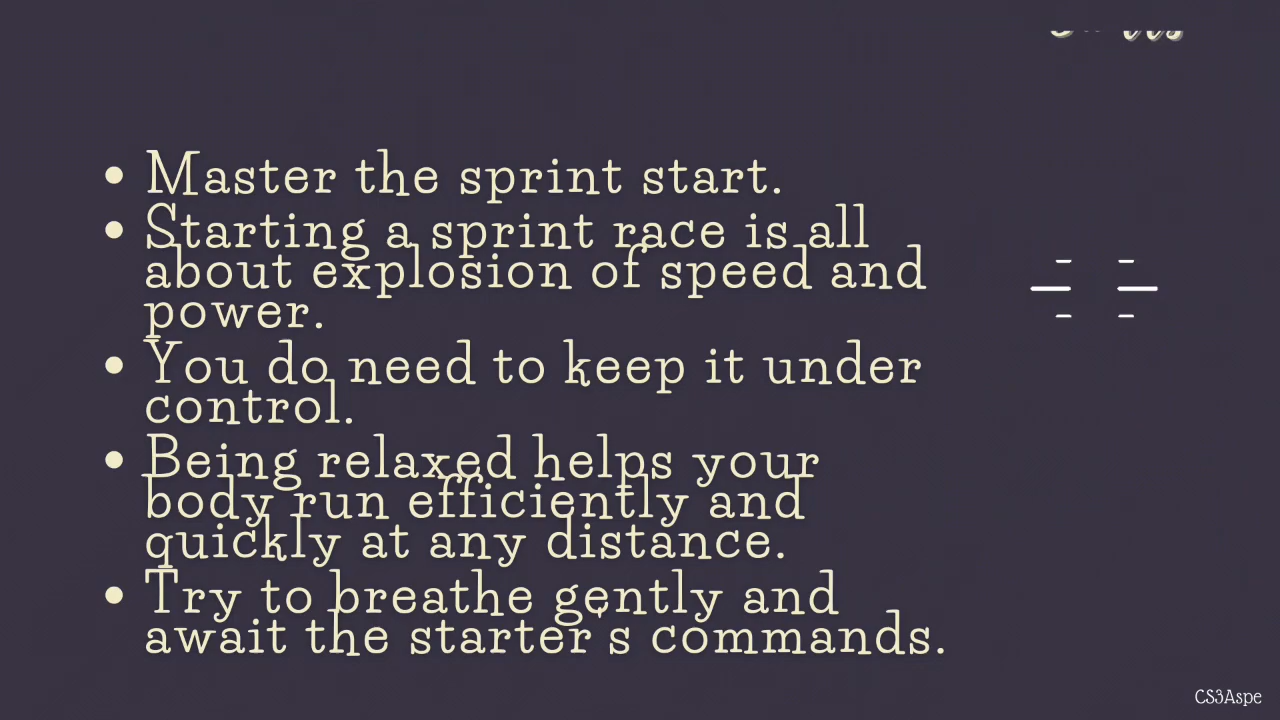 Master the sprint start.
Starting a sprint race is all
about explosion of speed and
power.
You do need to keep it under
control.
Being relaxed helps your
body run efficiently and
quickly at any distance.
Try to breathe gently and
await the starter's commands.
CS3Aspe